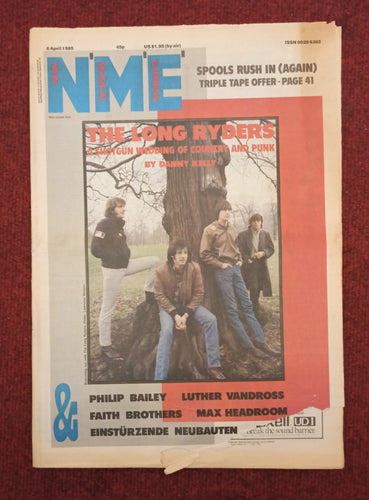 6 April 1985 45p US $1.95 (by air) ISSN 0028 6362
NME
SPOOLS RUSH IN (AGAIN)
TRIPLE TAPE OFFER - PAGE 41
THE LONG RYDERS
A SHOTGUN WEDDING OF COUNTRY AND PUNK
BY DANNY KELLY
& PHILIP BAILEY LUTHER VANDROSS
FAITH BROTHERS MAX HEADROOM
EINSTÜRZENDE NEUBAUTEN
UD I
break the sound barrier.